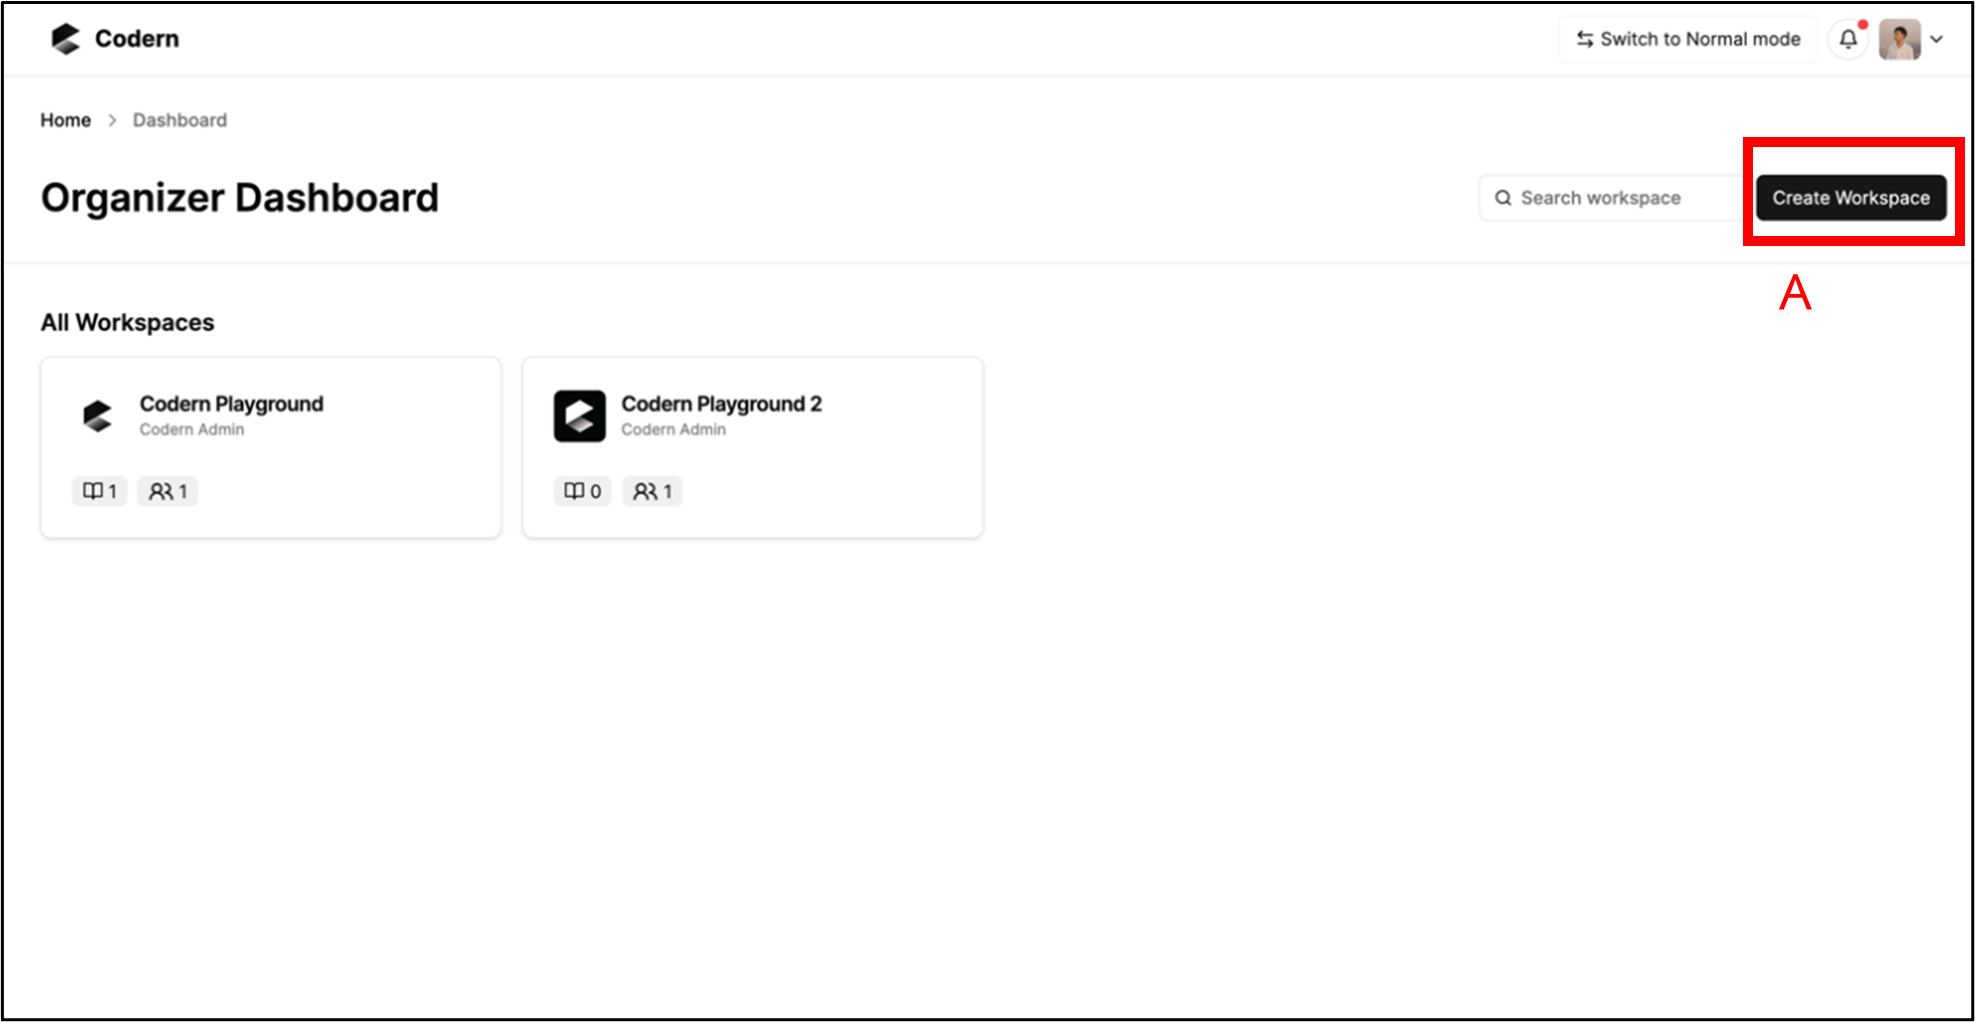 Codern
Switch to Normal mode
Home > Dashboard
Organizer Dashboard
Search workspace
Create Workspace
A
All Workspaces
Codern Playground
Codern Admin
1 1
Codern Playground 2
Codern Admin
0 1